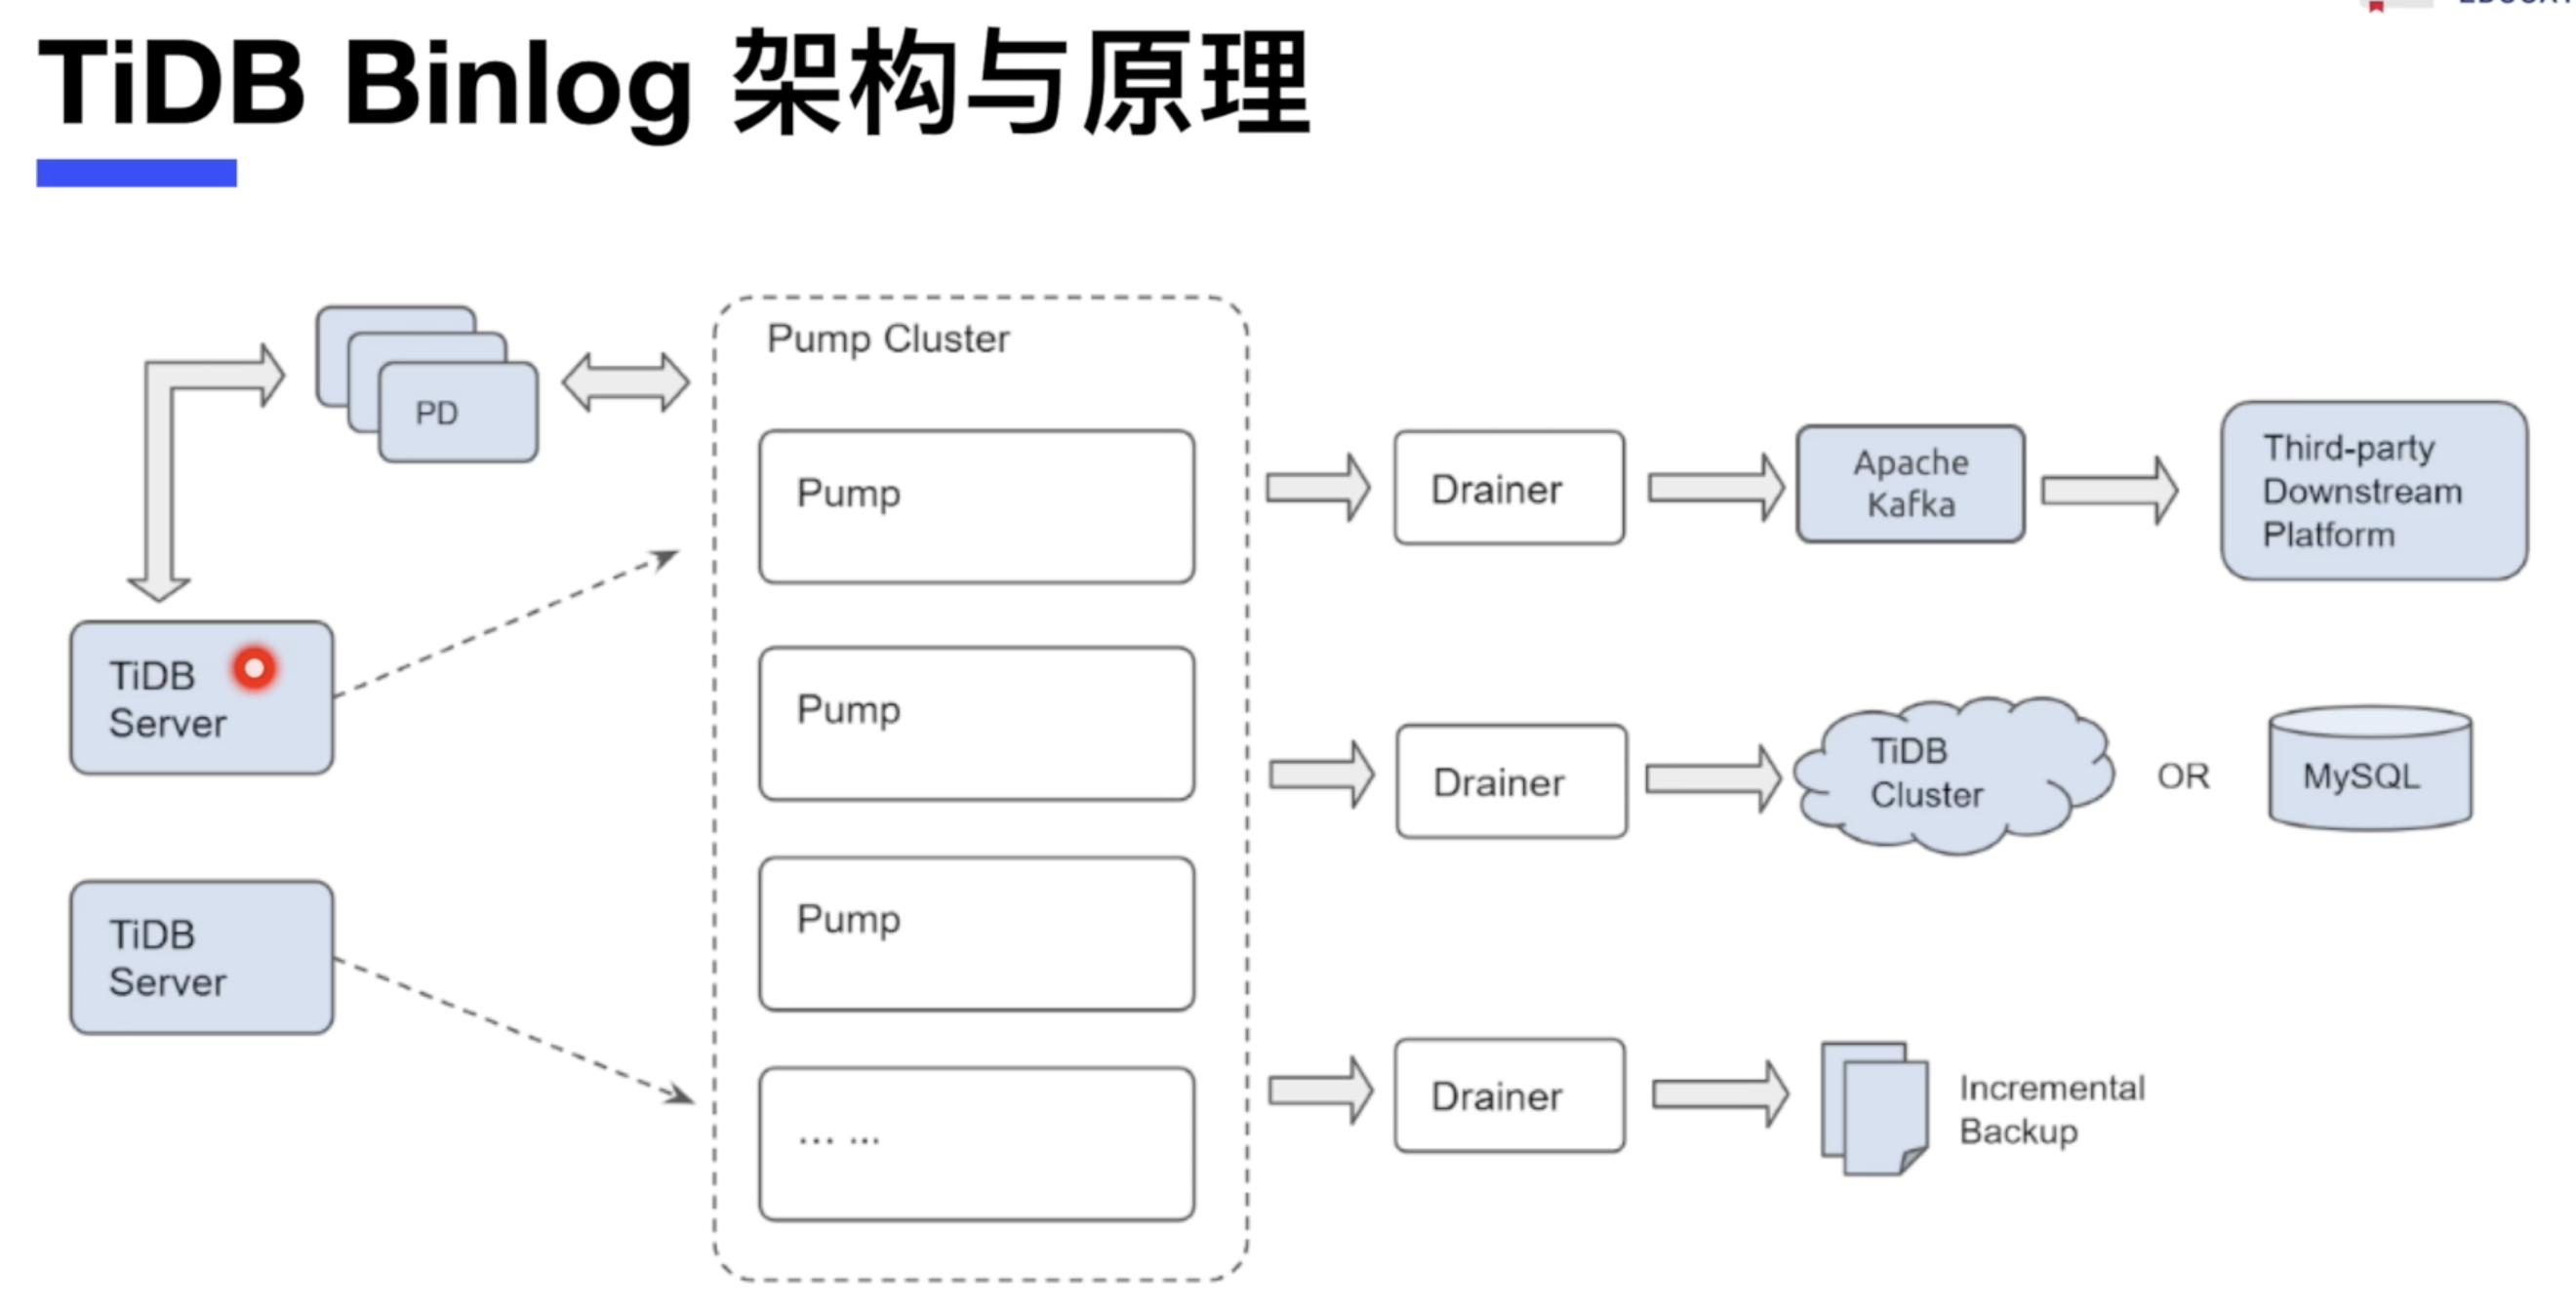 TiDB Binlog 架构与原理
Pump Cluster
PD
Pump
Drainer
Apache
Kafka
Third-party
Downstream
Platform
TiDB
Server
Pump
Drainer
TiDB
Cluster
OR
MySQL
TiDB
Server
Pump
... ...
Drainer
Incremental
Backup